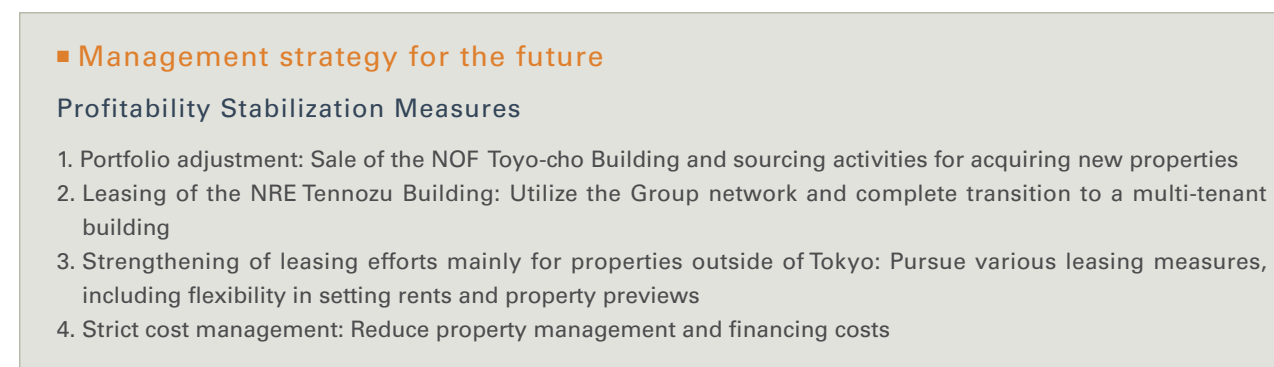 ■ Management strategy for the future
Profitability Stabilization Measures
1. Portfolio adjustment: Sale of the NOF Toyo-cho Building and sourcing activities for acquiring new properties
2. Leasing of the NRE Tennozu Building: Utilize the Group network and complete transition to a multi-tenant
building
3. Strengthening of leasing efforts mainly for properties outside of Tokyo: Pursue various leasing measures,
including flexibility in setting rents and property previews
4. Strict cost management: Reduce property management and financing costs